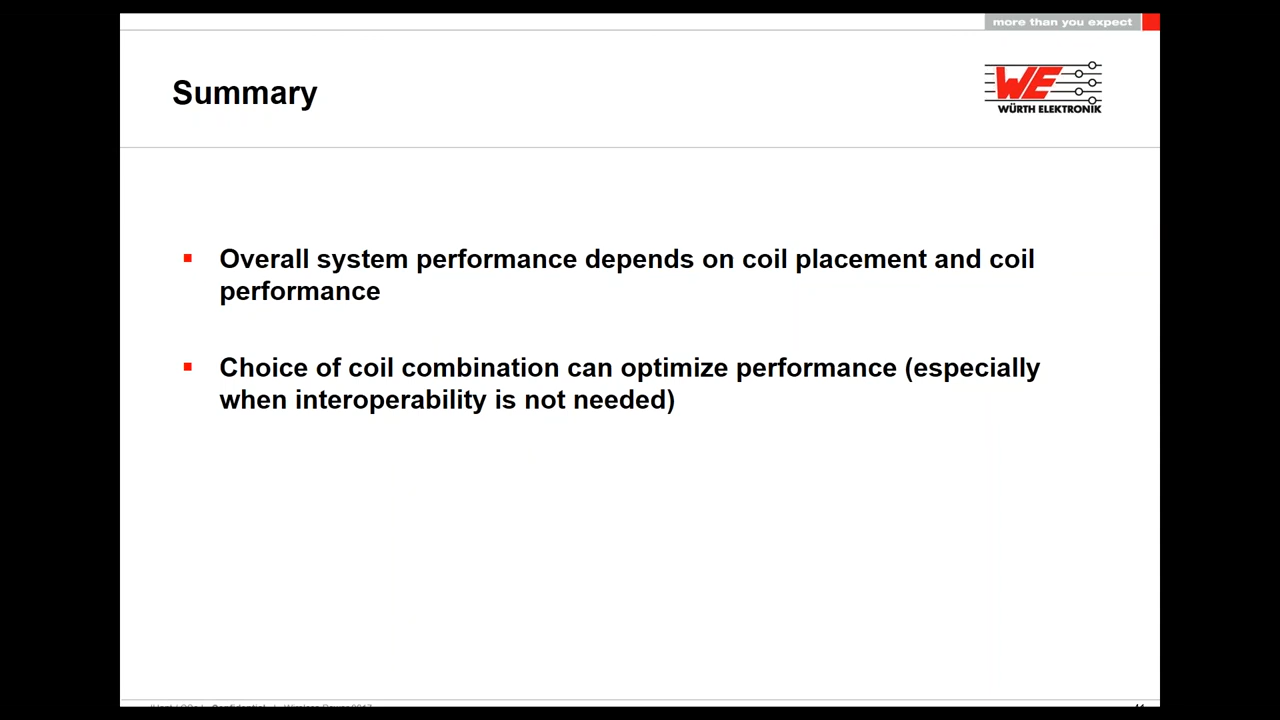 more than you expect
Summary
WE
WÜRTH ELEKTRONIK
Overall system performance depends on coil placement and coil
performance
Choice of coil combination can optimize performance (especially
when interoperability is not needed)